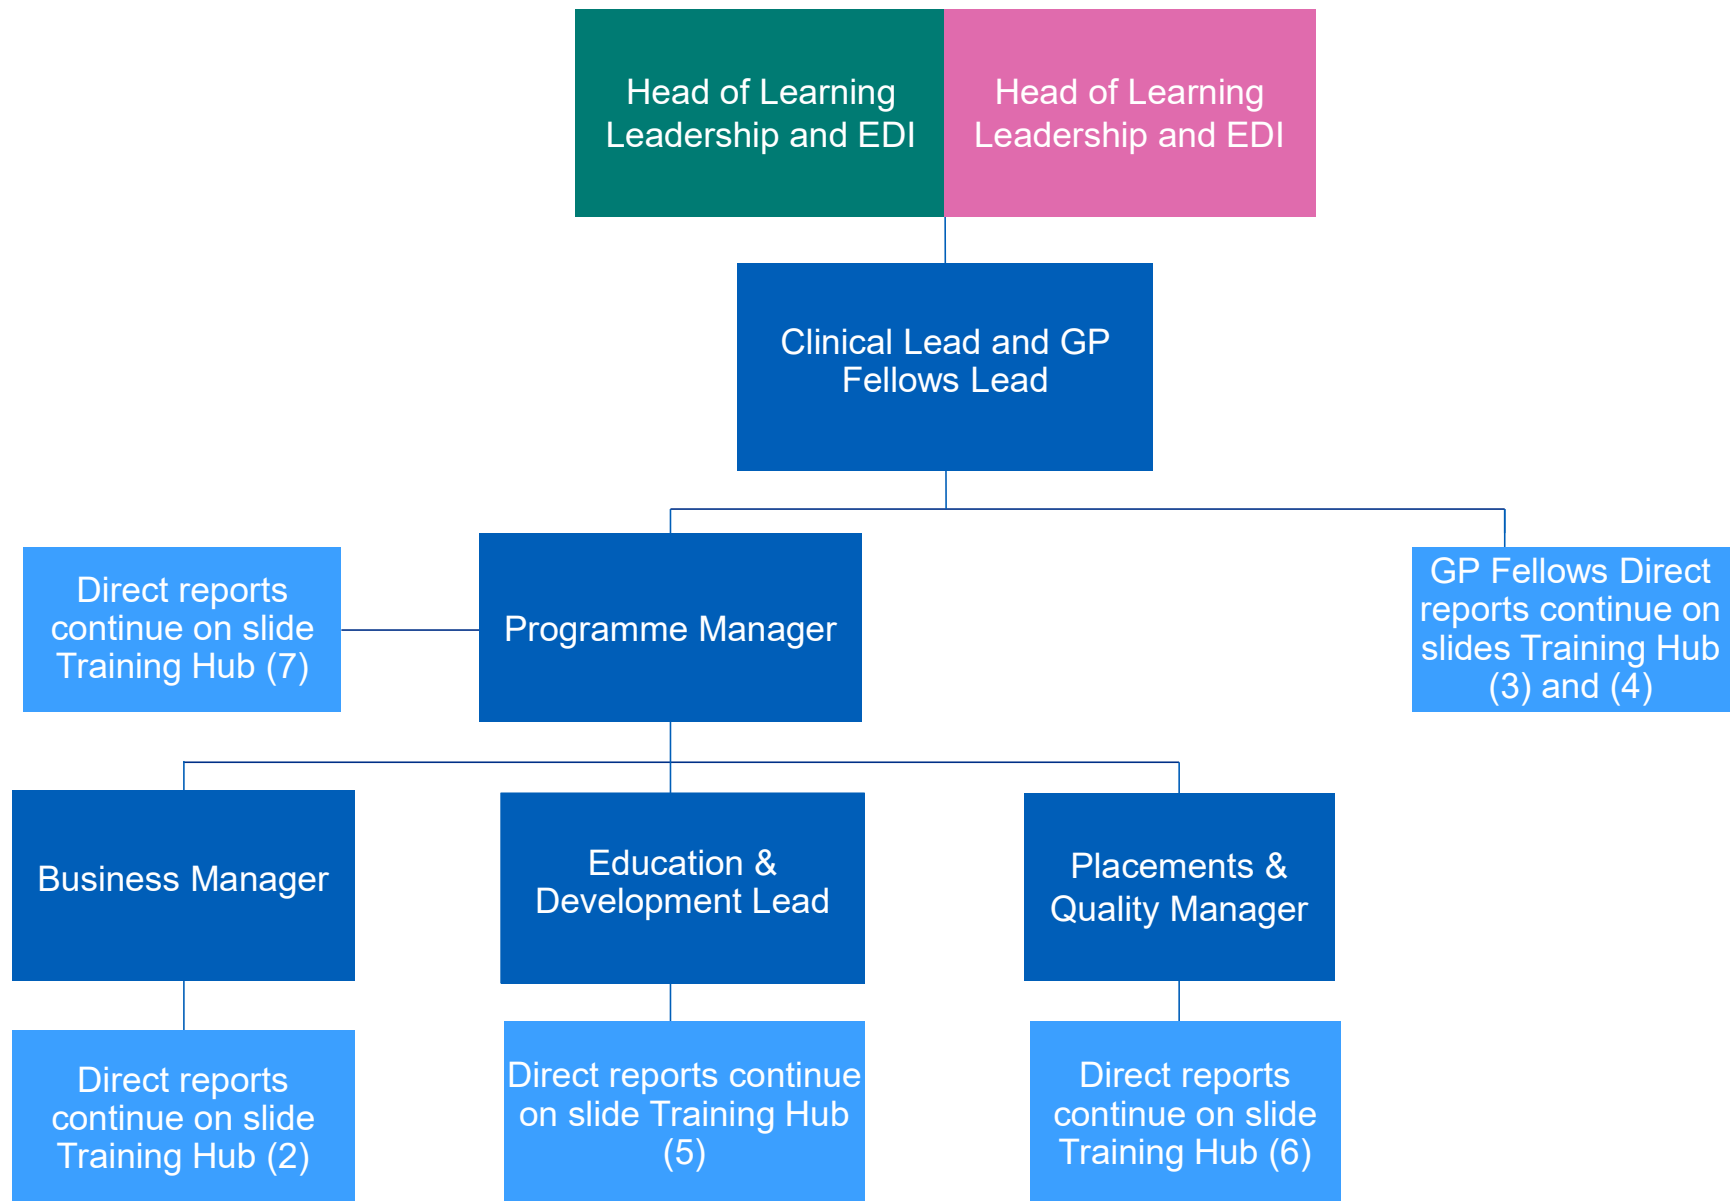 Head of Learning
Leadership and EDI
Head of Learning
Leadership and EDI
Clinical Lead and GP
Fellows Lead
Direct reports
continue on slide
Training Hub (7)
Programme Manager
GP Fellows Direct
reports continue on
slides Training Hub
(3) and (4)
Business Manager
Education &
Development Lead
Placements &
Quality Manager
Direct reports
continue on slide
Training Hub (2)
Direct reports continue
on slide Training Hub
(5)
Direct reports
continue on slide
Training Hub (6)